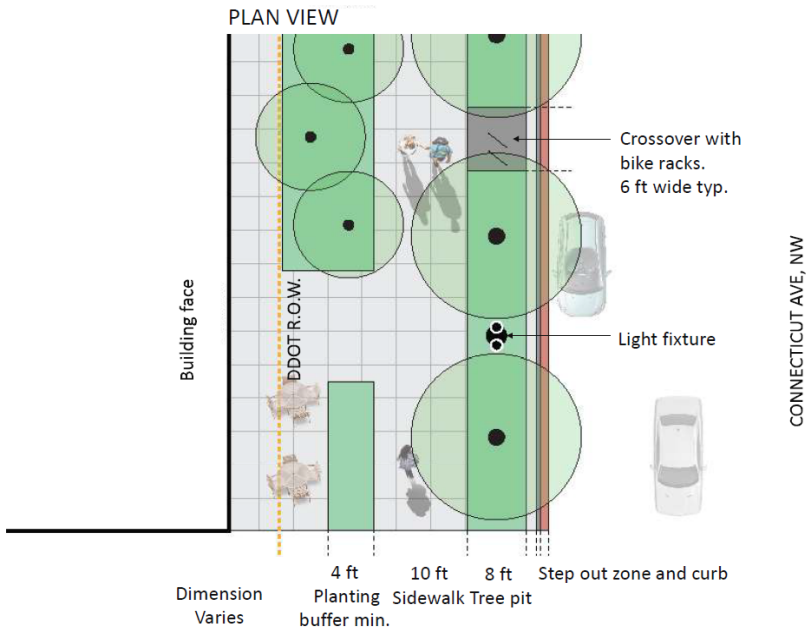 PLAN VIEW
Crossover with
bike racks.
6 ft wide typ.
Building face
DDOT R.O.W.
Light fixture
CONNECTICUT AVE, NW
Dimension
Varies
4 ft
Planting
buffer min.
10 ft
Sidewalk
8 ft
Tree pit
Step out zone and curb